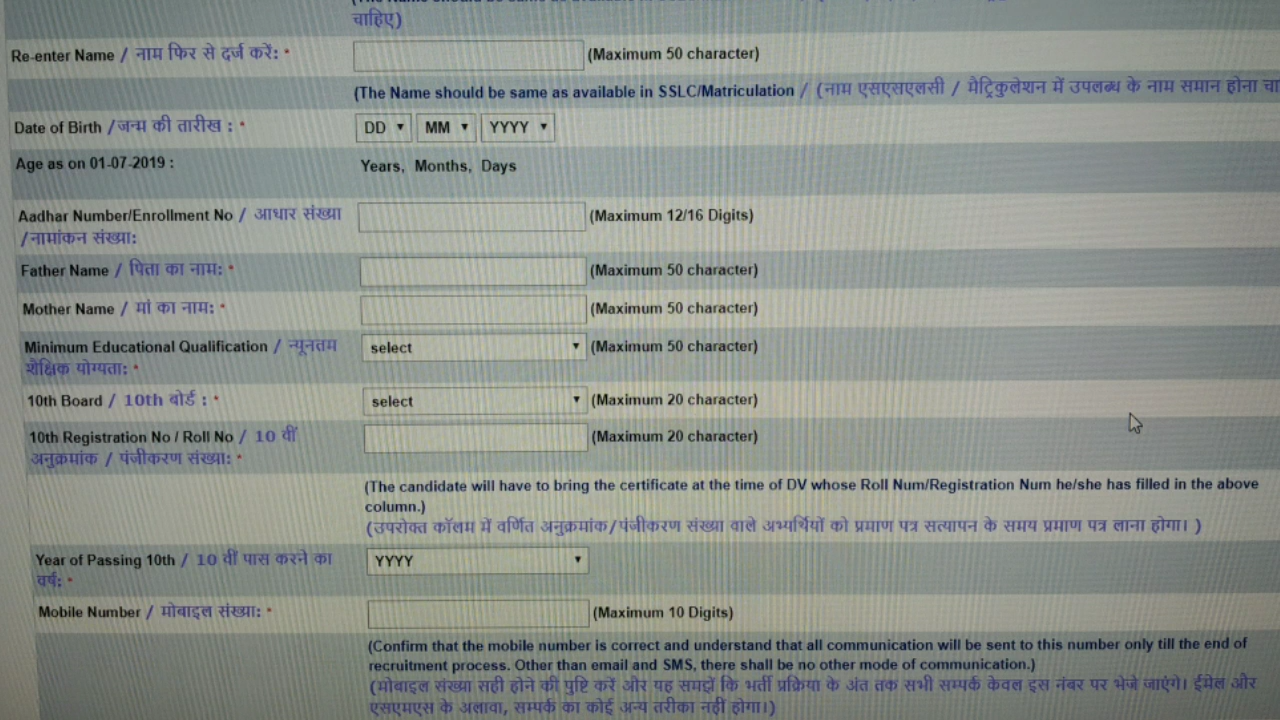 चाहिए)
Re-enter Name / नाम फिर से दर्ज करें: * (Maximum 50 character)
(The Name should be same as available in SSLC/Matriculation / (नाम एसएसएलसी / मैट्रिकुलेशन में उपलब्ध के नाम समान होना चा
Date of Birth /जन्म की तारीख : * DD MM YYYY
Age as on 01-07-2019 : Years, Months, Days
Aadhar Number/Enrollment No / आधार संख्या (Maximum 12/16 Digits)
/नामांकन संख्या:
Father Name / पिता का नाम: * (Maximum 50 character)
Mother Name / मां का नाम: * (Maximum 50 character)
Minimum Educational Qualification / न्यूनतम select (Maximum 50 character)
शैक्षिक योग्यता: *
10th Board / 10th बोर्ड : * select (Maximum 20 character)
10th Registration No / Roll No / 10 वीं (Maximum 20 character)
अनुक्रमांक / पंजीकरण संख्या: *
(The candidate will have to bring the certificate at the time of DV whose Roll Num/Registration Num he/she has filled in the above
column.)
(उपरोक्त कॉलम में वर्णित अनुक्रमांक/पंजीकरण संख्या वाले अभ्यर्थियों को प्रमाण पत्र सत्यापन के समय प्रमाण पत्र लाना होगा। )
Year of Passing 10th / 10 वीं पास करने का YYYY
वर्ष: *
Mobile Number / मोबाइल संख्या: * (Maximum 10 Digits)
(Confirm that the mobile number is correct and understand that all communication will be sent to this number only till the end of
recruitment process. Other than email and SMS, there shall be no other mode of communication.)
(मोबाइल संख्या सही होने की पुष्टि करें और यह समझें कि भर्ती प्रक्रिया के अंत तक सभी सम्पर्क केवल इस नंबर पर भेजे जाएंगे। ईमेल और
एसएमएस के अलावा, सम्पर्क का कोई अन्य तरीका नहीं होगा।)